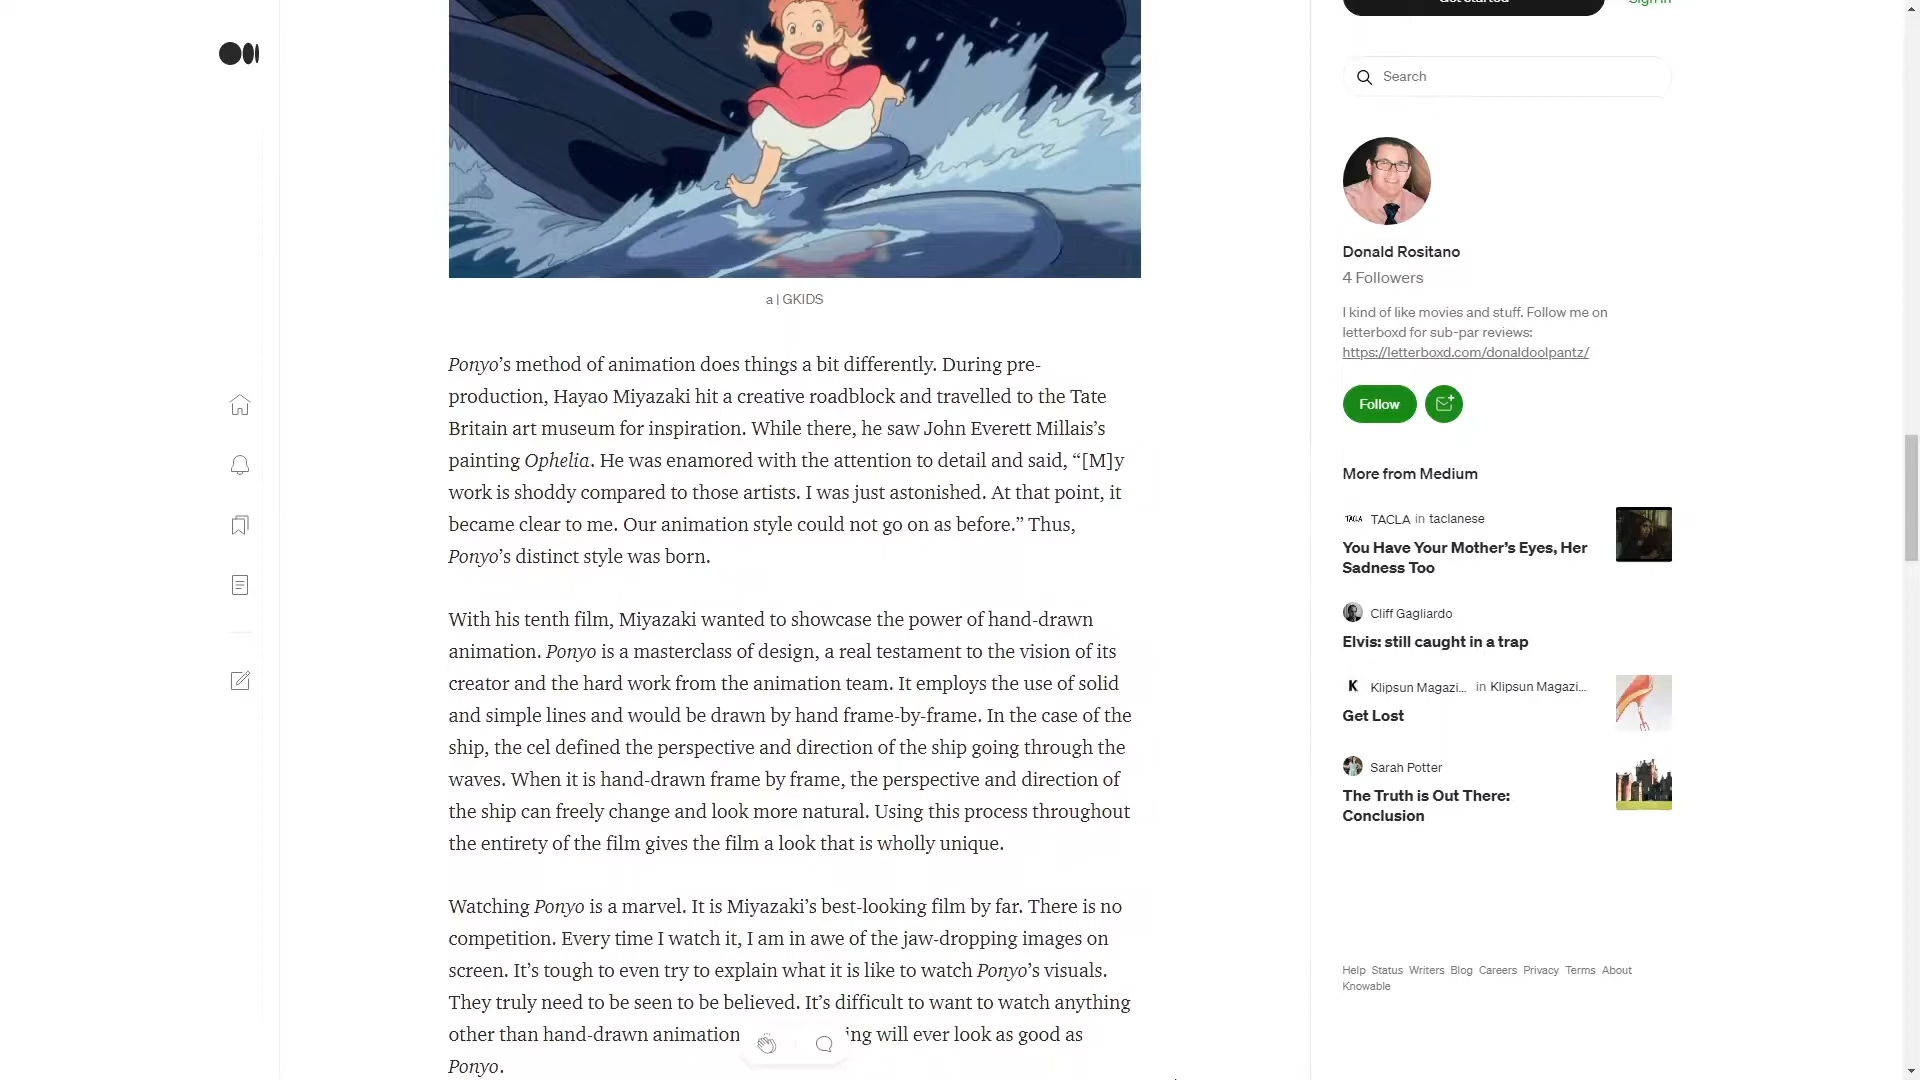 Get started
Sign In
Search
a | GKIDS
Ponyo’s method of animation does things a bit differently. During pre-
production, Hayao Miyazaki hit a creative roadblock and travelled to the Tate
Britain art museum for inspiration. While there, he saw John Everett Millais’s
painting Ophelia. He was enamored with the attention to detail and said, “[M]y
work is shoddy compared to those artists. I was just astonished. At that point, it
became clear to me. Our animation style could not go on as before.” Thus,
Ponyo’s distinct style was born.
With his tenth film, Miyazaki wanted to showcase the power of hand-drawn
animation. Ponyo is a masterclass of design, a real testament to the vision of its
creator and the hard work from the animation team. It employs the use of solid
and simple lines and would be drawn by hand frame-by-frame. In the case of the
ship, the cel defined the perspective and direction of the ship going through the
waves. When it is hand-drawn frame by frame, the perspective and direction of
the ship can freely change and look more natural. Using this process throughout
the entirety of the film gives the film a look that is wholly unique.
Watching Ponyo is a marvel. It is Miyazaki’s best-looking film by far. There is no
competition. Every time I watch it, I am in awe of the jaw-dropping images on
screen. It’s tough to even try to explain what it is like to watch Ponyo’s visuals.
They truly need to be seen to be believed. It’s difficult to want to watch anything
other than hand-drawn animation ing will ever look as good as
Ponyo.
Donald Rositano
4 Followers
I kind of like movies and stuff. Follow me on
letterboxd for sub-par reviews:
https://letterboxd.com/donaldoolpantz/
Follow
More from Medium
TACLA TACLA in taclanese
You Have Your Mother’s Eyes, Her
Sadness Too
Cliff Gagliardo
Elvis: still caught in a trap
K Klipsun Magazi... in Klipsun Magazi...
Get Lost
Sarah Potter
The Truth is Out There:
Conclusion
Help Status Writers Blog Careers Privacy Terms About
Knowable